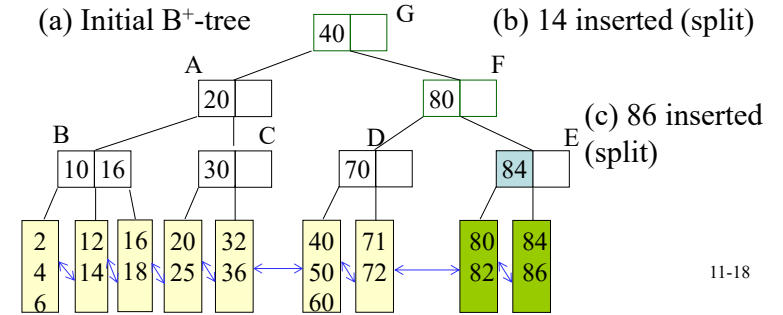 (a) Initial B+-tree
G
(b) 14 inserted (split)
40
A
F
20
80
(c) 86 inserted
(split)
B
C
D
E
10 16
30
70
84
2 12 16 20 32 40 71 80 84
4 14 18 25 36 50 72 82 86
6 60
11-18